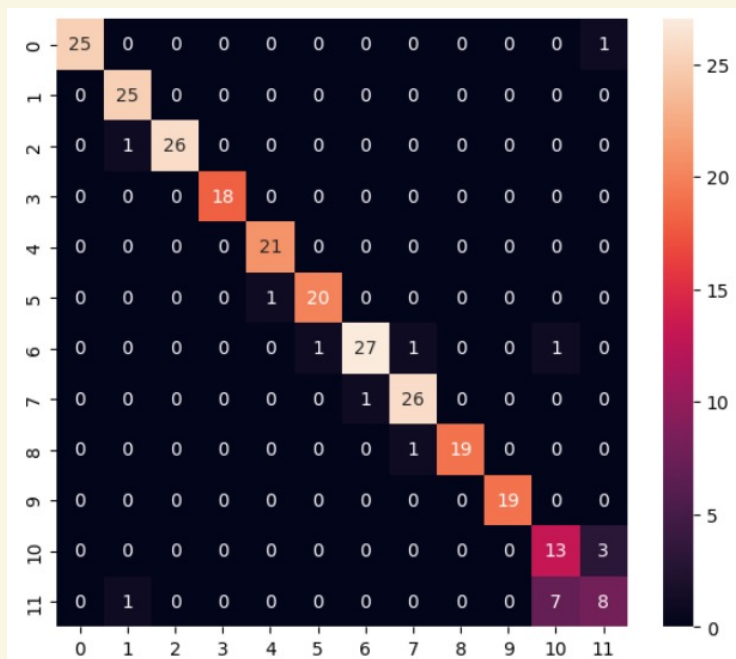 0 25 0 0 0 0 0 0 0 0 0 0 1
1 0 25 0 0 0 0 0 0 0 0 0 0
2 0 1 26 0 0 0 0 0 0 0 0 0
3 0 0 0 18 0 0 0 0 0 0 0 0
4 0 0 0 0 21 0 0 0 0 0 0 0
5 0 0 0 0 1 20 0 0 0 0 0 0
6 0 0 0 0 0 1 27 1 0 0 1 0
7 0 0 0 0 0 0 1 26 0 0 0 0
8 0 0 0 0 0 0 0 1 19 0 0 0
9 0 0 0 0 0 0 0 0 0 19 0 0
10 0 0 0 0 0 0 0 0 0 0 13 3
11 0 1 0 0 0 0 0 0 0 0 7 8
0 1 2 3 4 5 6 7 8 9 10 11
25
20
15
10
5
0